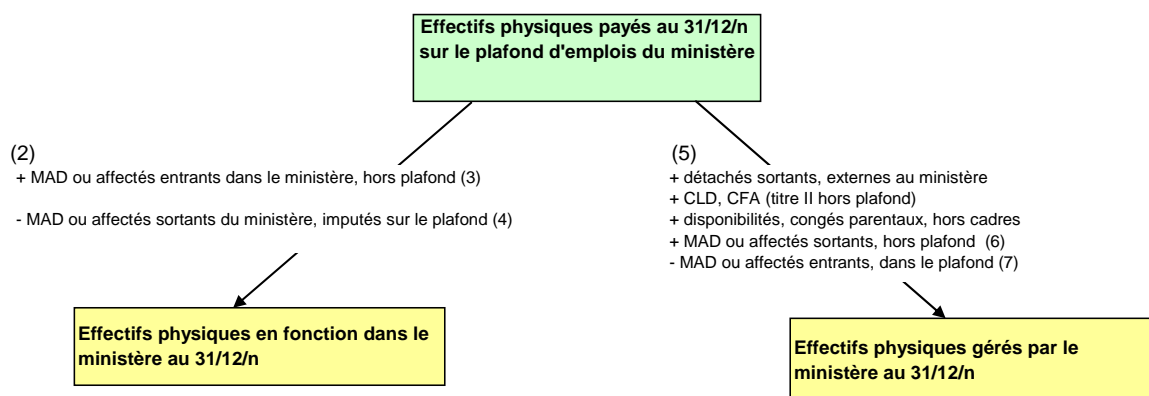 Effectifs physiques payés au 31/12/n
sur le plafond d'emplois du ministère
(2)
+ MAD ou affectés entrants dans le ministère, hors plafond (3)
- MAD ou affectés sortants du ministère, imputés sur le plafond (4)
(5)
+ détachés sortants, externes au ministère
+ CLD, CFA (titre II hors plafond)
+ disponibilités, congés parentaux, hors cadres
+ MAD ou affectés sortants, hors plafond (6)
- MAD ou affectés entrants, dans le plafond (7)
Effectifs physiques en fonction dans le
ministère au 31/12/n
Effectifs physiques gérés par le
ministère au 31/12/n